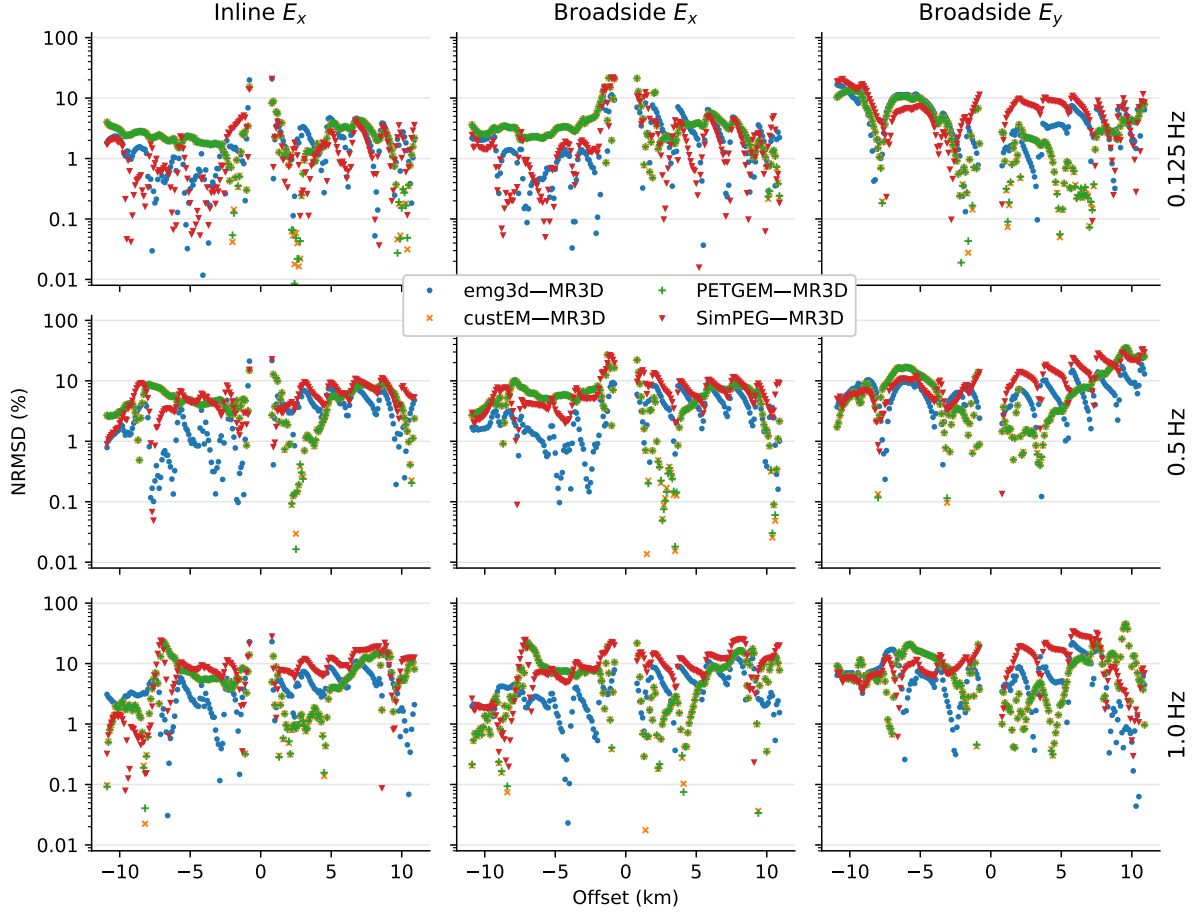 Inline Ex Broadside Ex Broadside Ey
100
10
1
0.1
0.01
0.125 Hz
emg3d—MR3D PETGEM—MR3D
custEM—MR3D SimPEG—MR3D
100
10
1
0.1
0.01
NRMSD (%)
0.5 Hz
100
10
1
0.1
0.01
1.0 Hz
−10 −5 0 5 10 −10 −5 0 5 10 −10 −5 0 5 10
Offset (km)